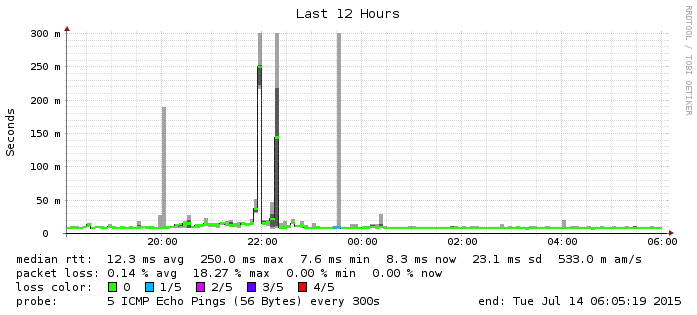 Last 12 Hours
RRDTOOL / TOBI OETIKER
Seconds
300 m
250 m
200 m
150 m
100 m
50 m
0
20:00 22:00 00:00 02:00 04:00 06:00
median rtt: 12.3 ms avg 250.0 ms max 7.6 ms min 8.3 ms now 23.1 ms sd 533.0 m am/s
packet loss: 0.14 % avg 18.27 % max 0.00 % min 0.00 % now
loss color: 0 1/5 2/5 3/5 4/5
probe: 5 ICMP Echo Pings (56 Bytes) every 300s end: Tue Jul 14 06:05:19 2015